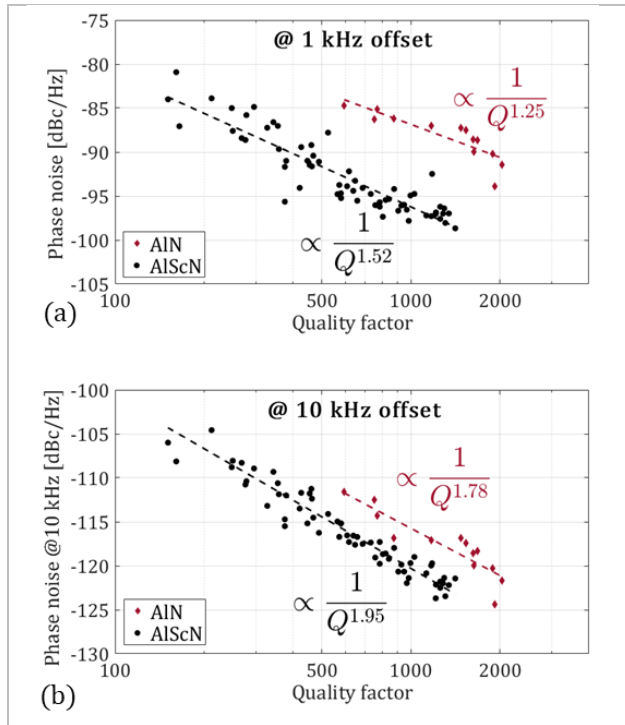 @ 1 kHz offset
-75
-80
-85
-90
-95
-100
-105
Phase noise [dBc/Hz]
∝ 1/Q^1.25
∝ 1/Q^1.52
AlN
AlScN
100 500 1000 2000
Quality factor
(a)
@ 10 kHz offset
-100
-105
-110
-115
-120
-125
-130
Phase noise @10 kHz [dBc/Hz]
∝ 1/Q^1.78
∝ 1/Q^1.95
AlN
AlScN
100 500 1000 2000
Quality factor
(b)